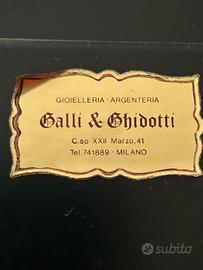 GIOIELLERIA - ARGENTERIA
Galli & Ghidotti
C.so XXII Marzo, 41
Tel. 741889 - MILANO
subito